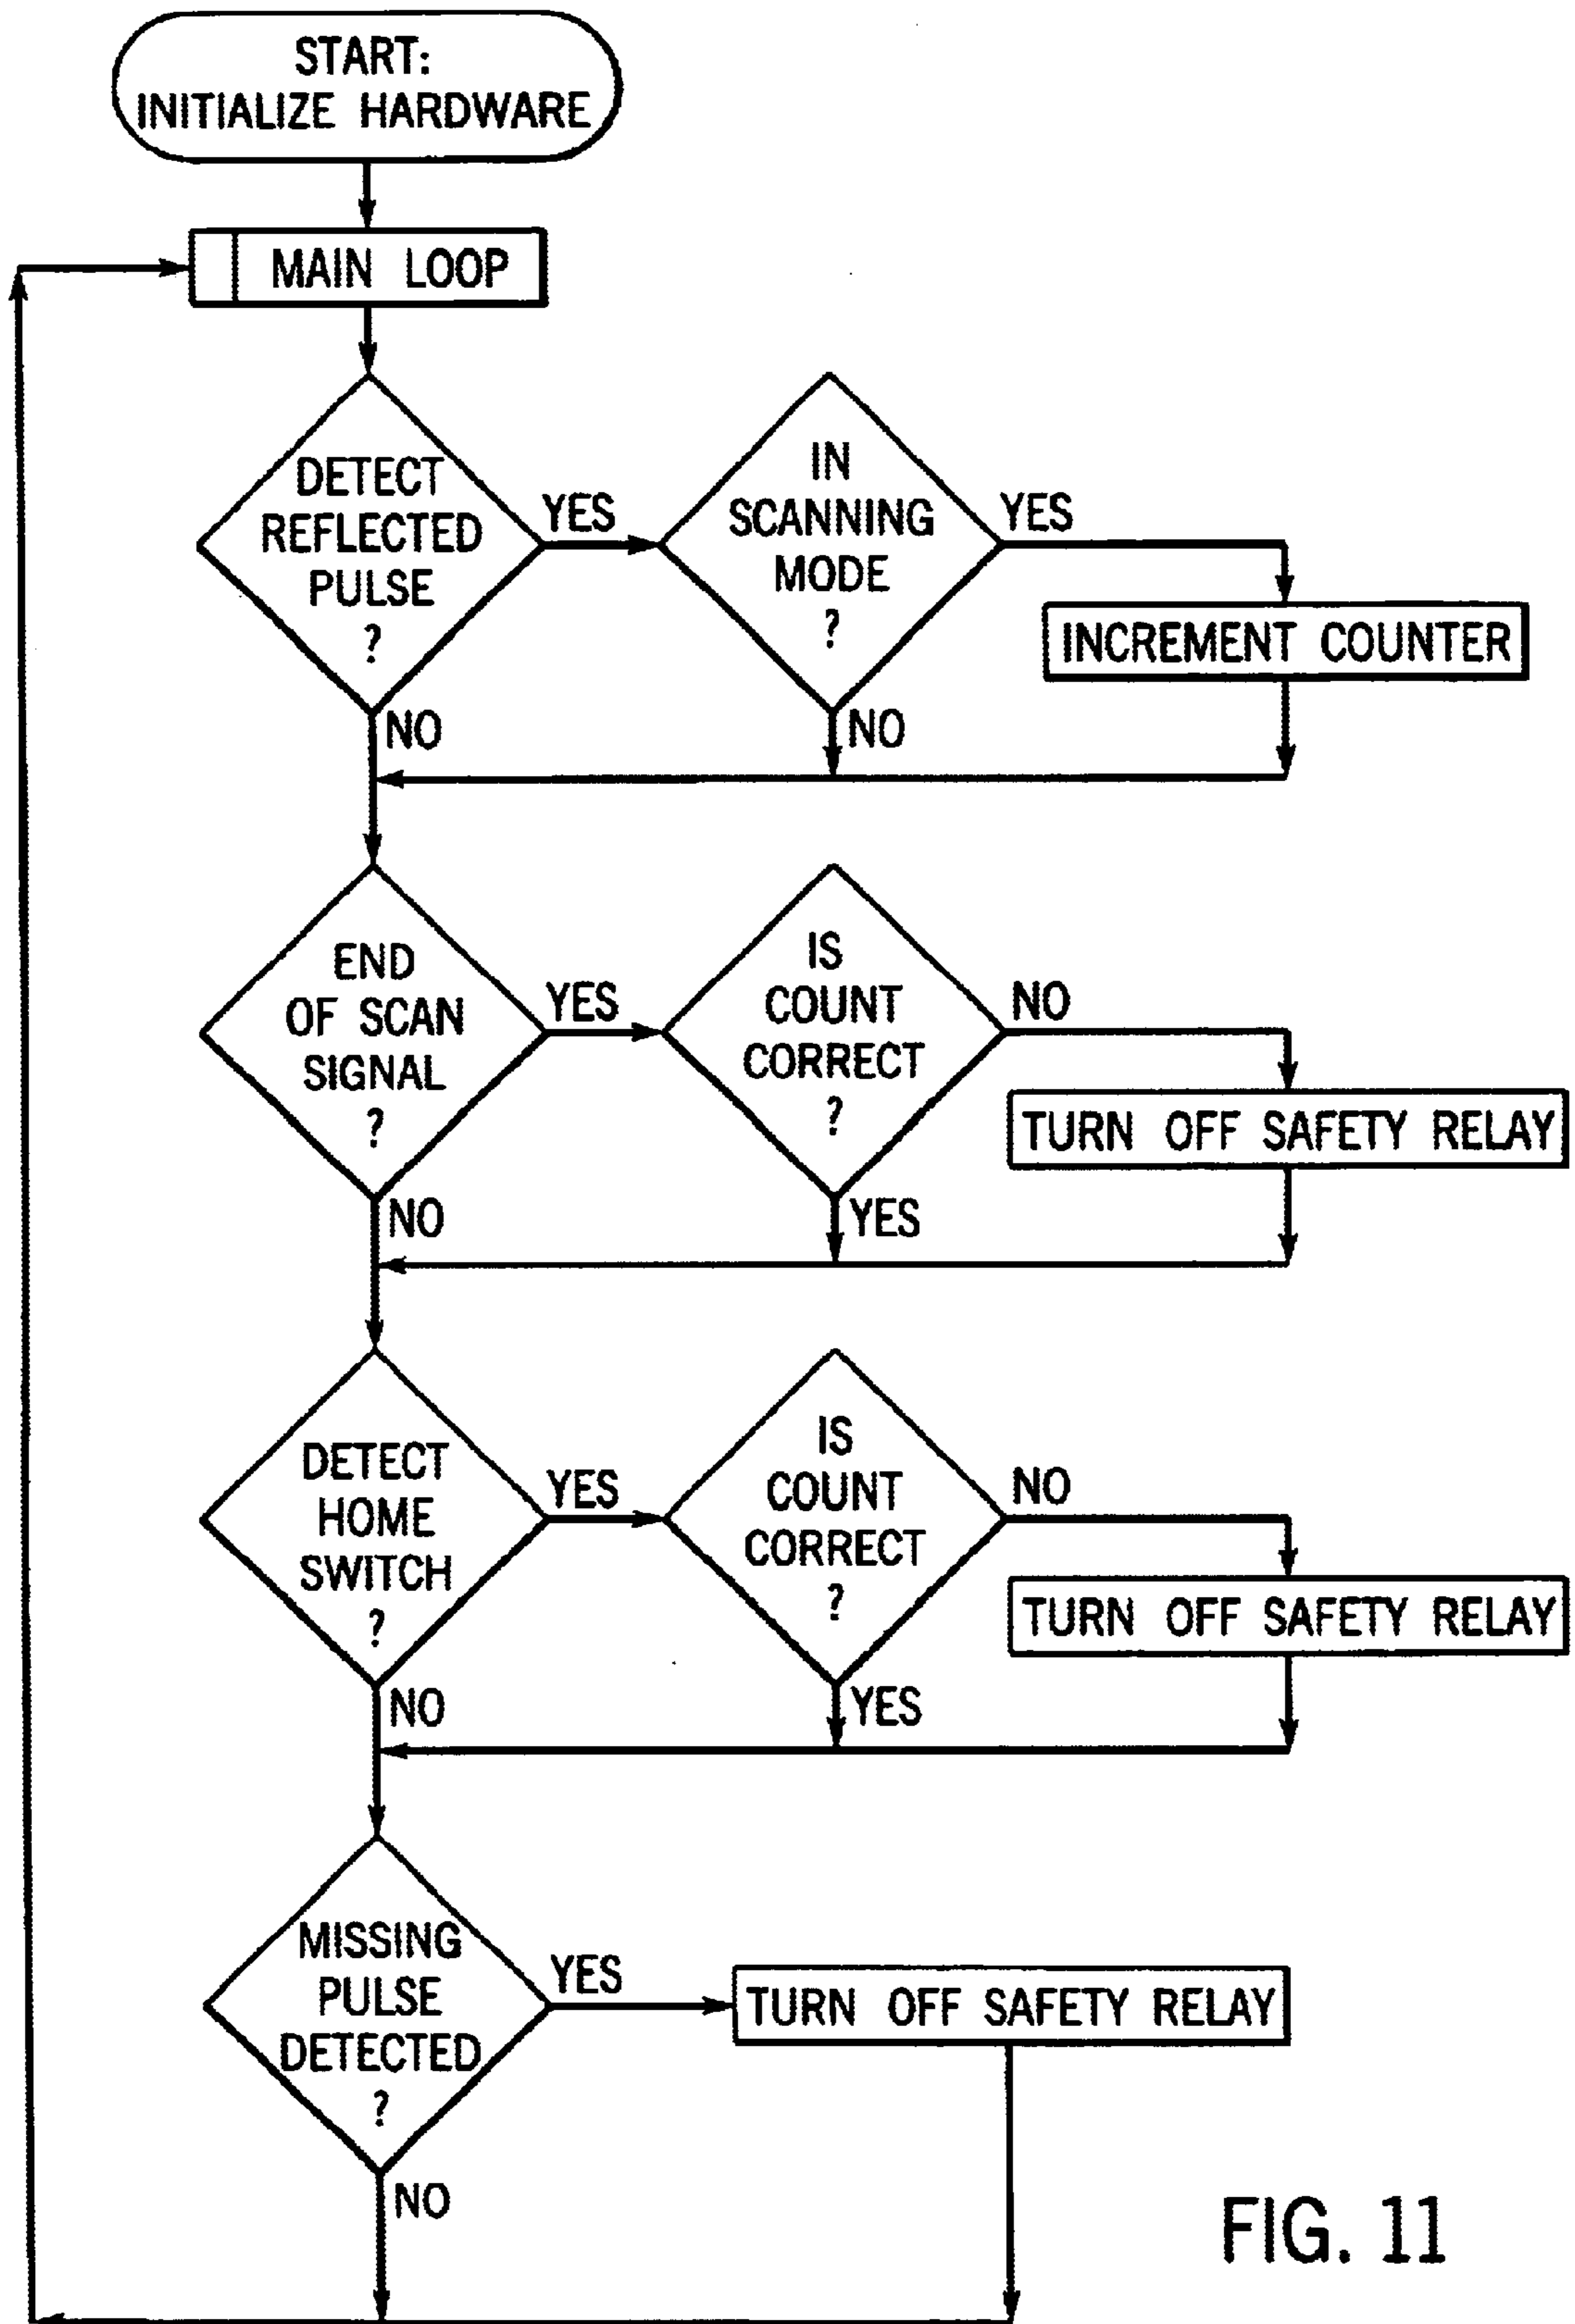 START:
INITIALIZE HARDWARE
MAIN LOOP
DETECT
REFLECTED
PULSE
?
YES
NO
IN
SCANNING
MODE
?
YES
NO
INCREMENT COUNTER
END
OF SCAN
SIGNAL
?
YES
NO
IS
COUNT
CORRECT
?
NO
YES
TURN OFF SAFETY RELAY
DETECT
HOME
SWITCH
?
YES
NO
IS
COUNT
CORRECT
?
NO
YES
TURN OFF SAFETY RELAY
MISSING
PULSE
DETECTED
?
YES
NO
TURN OFF SAFETY RELAY
FIG. 11